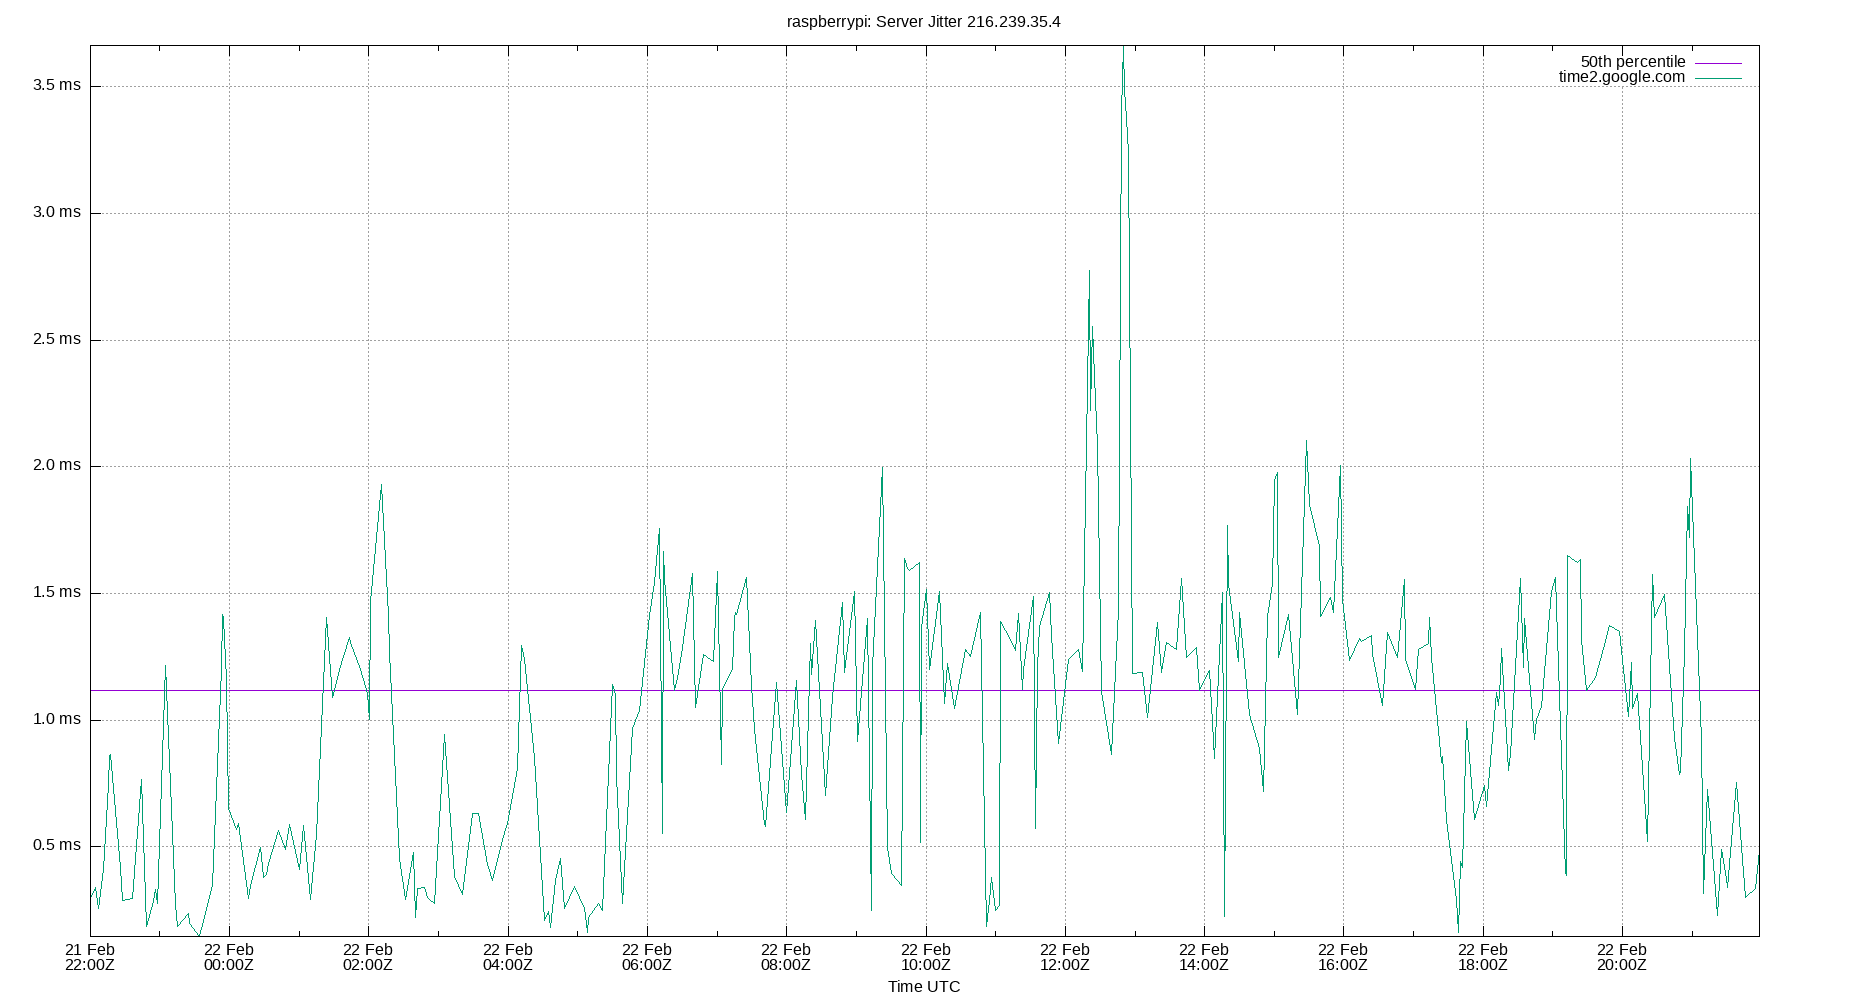 raspberrypi: Server Jitter 216.239.35.4
50th percentile
time2.google.com
3.5 ms
3.0 ms
2.5 ms
2.0 ms
1.5 ms
1.0 ms
0.5 ms
21 Feb 22 Feb 22 Feb 22 Feb 22 Feb 22 Feb 22 Feb 22 Feb 22 Feb 22 Feb 22 Feb 22 Feb
22:00Z 00:00Z 02:00Z 04:00Z 06:00Z 08:00Z 10:00Z 12:00Z 14:00Z 16:00Z 18:00Z 20:00Z
Time UTC